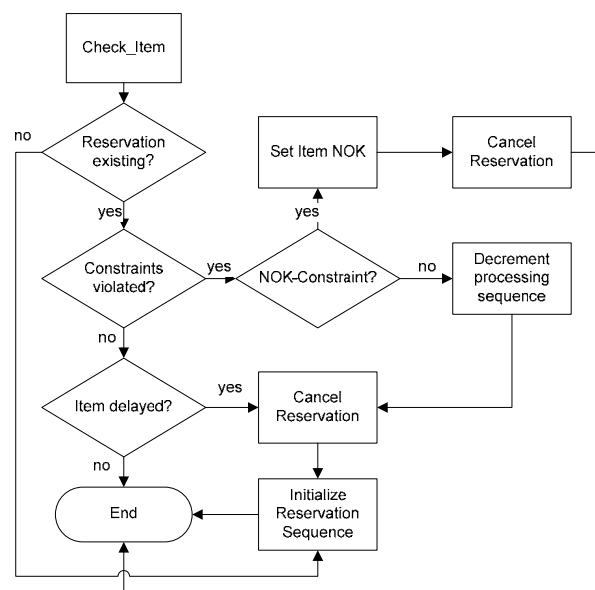 Check_Item
no
Reservation
existing?
Set Item NOK
Cancel
Reservation
yes
yes
Constraints
violated?
yes
NOK-Constraint?
no
Decrement
processing
sequence
no
Item delayed?
yes
Cancel
Reservation
no
End
Initialize
Reservation
Sequence